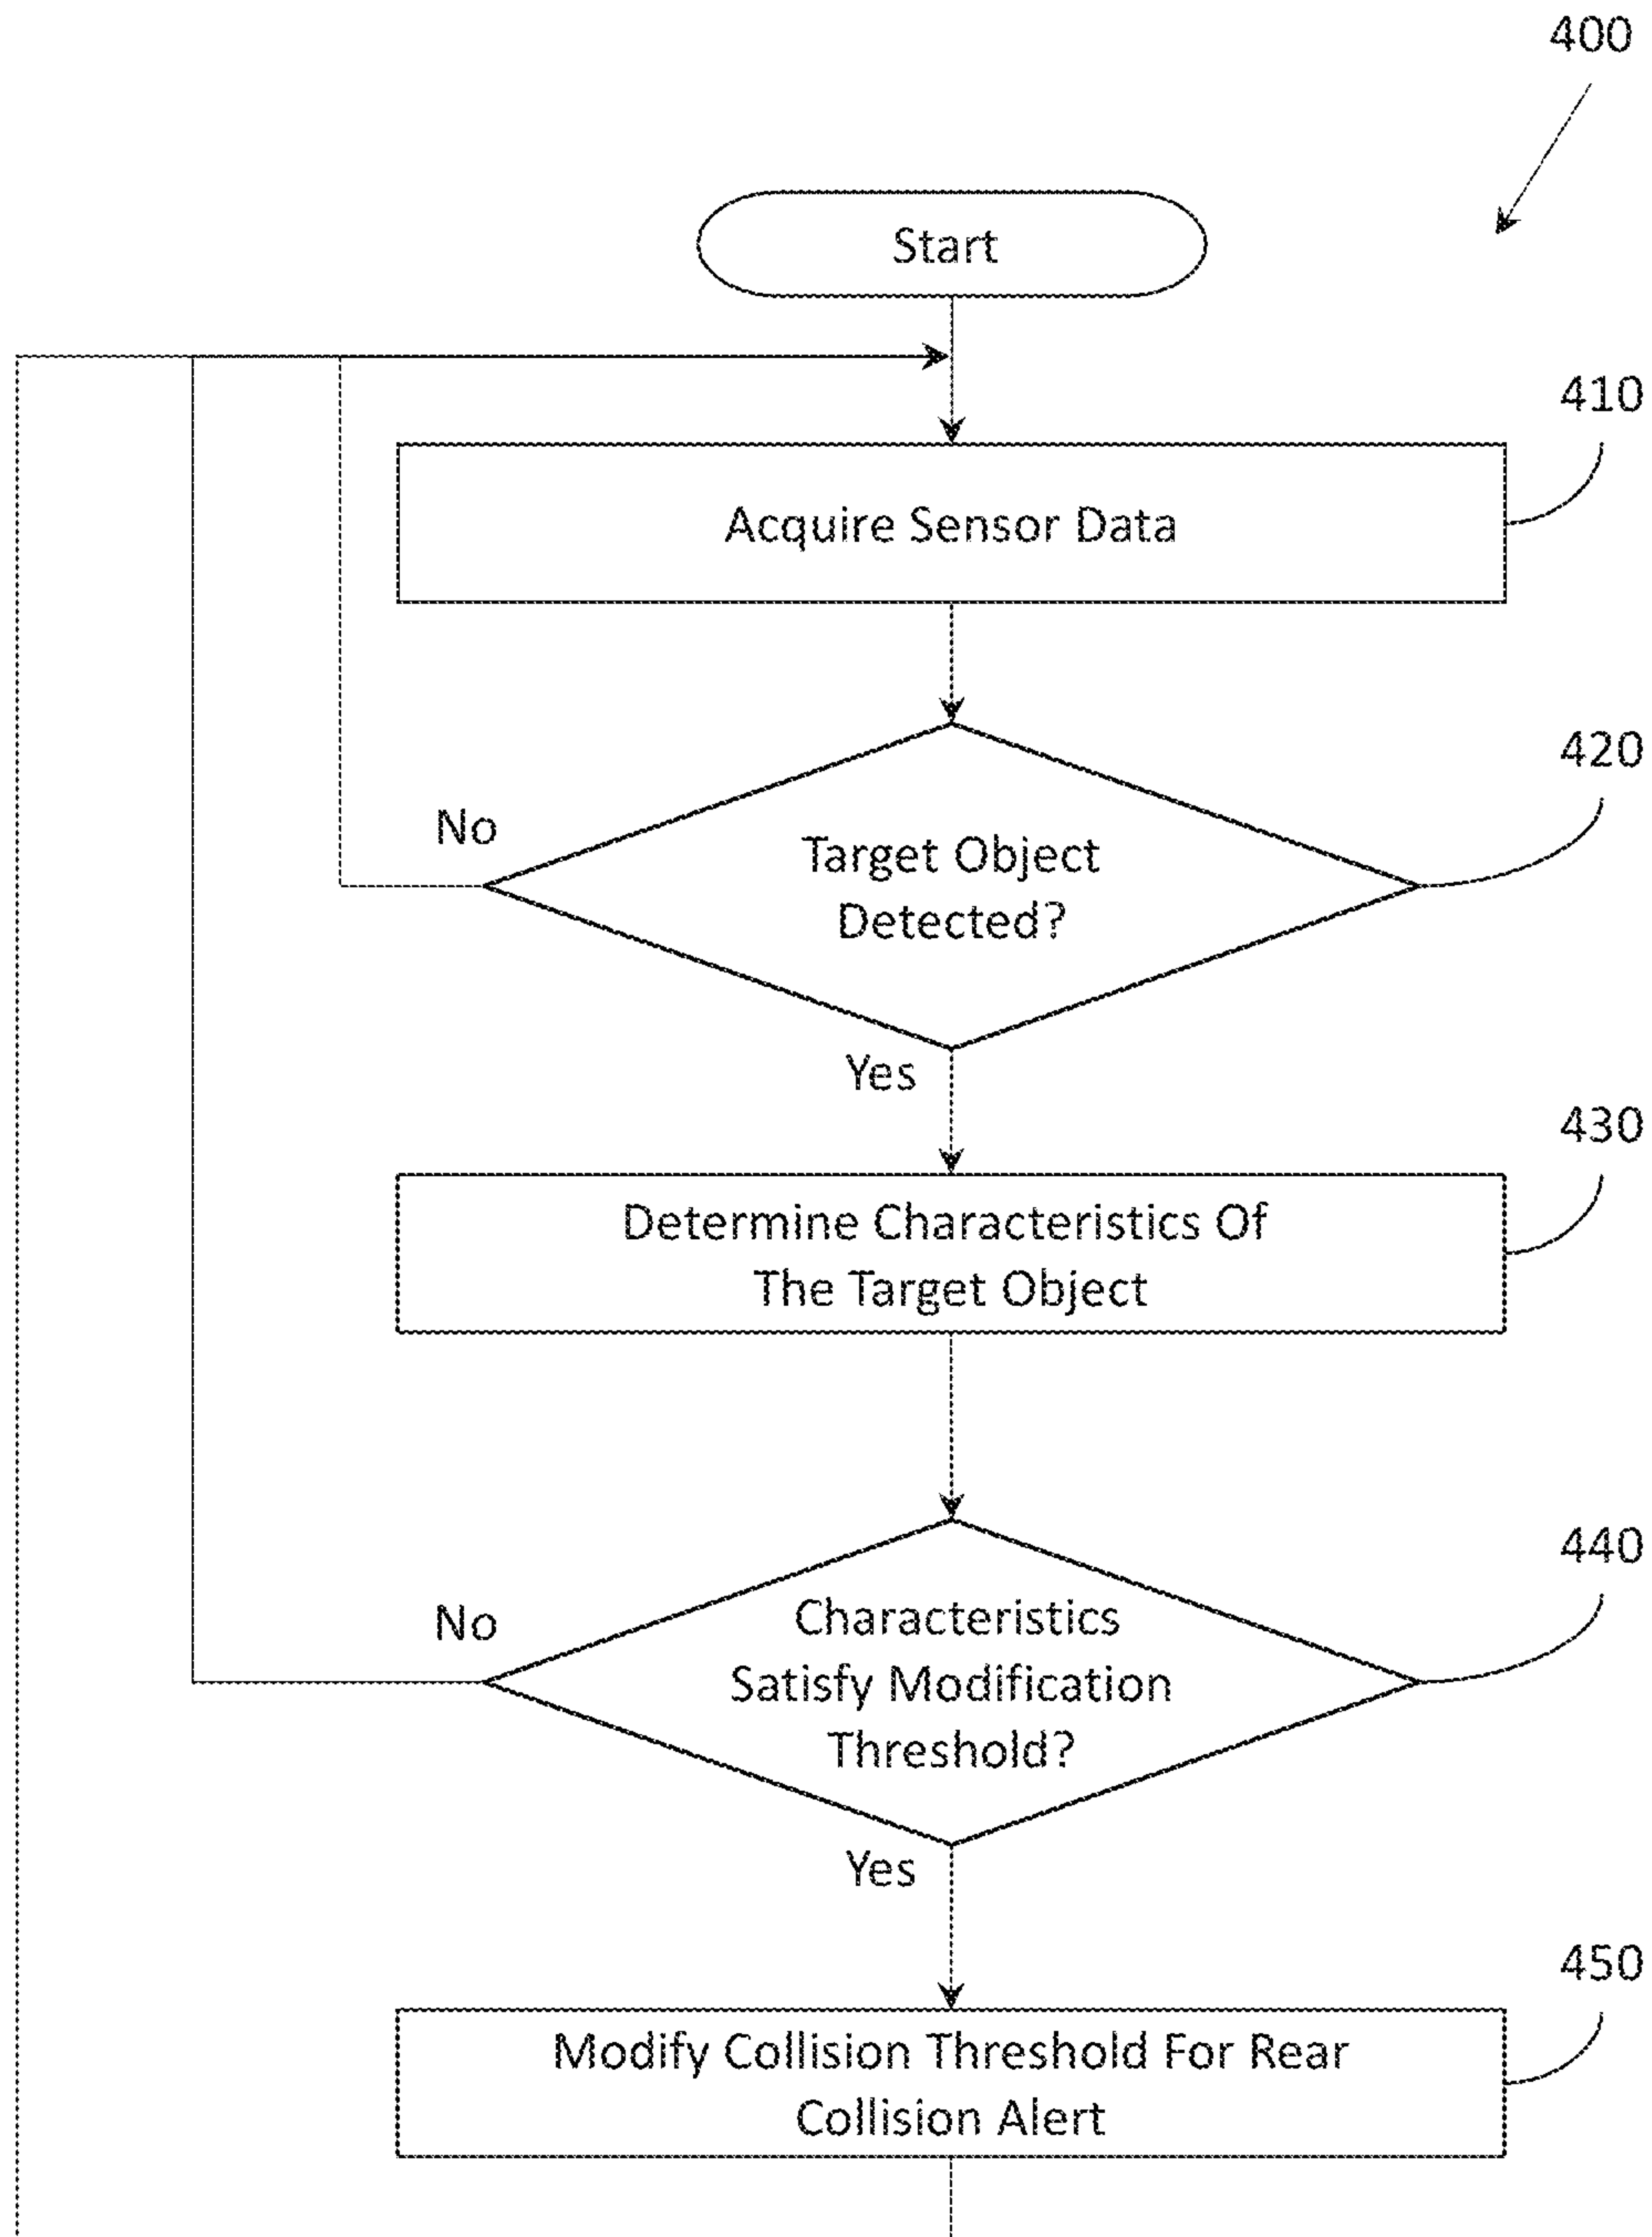 400
Start
410
Acquire Sensor Data
420
No
Target Object
Detected?
Yes
430
Determine Characteristics Of
The Target Object
440
No
Characteristics
Satisfy Modification
Threshold?
Yes
450
Modify Collision Threshold For Rear
Collision Alert